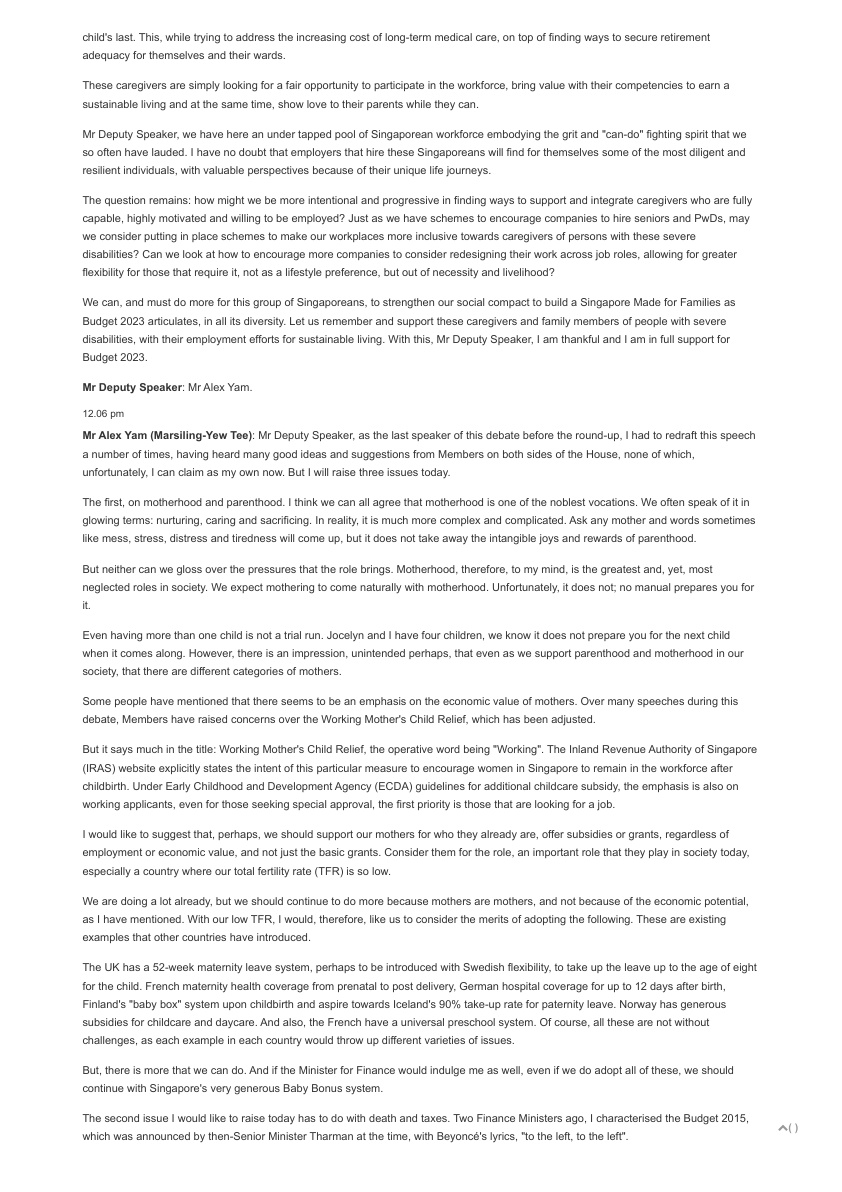 child's last. This, while trying to address the increasing cost of long-term medical care, on top of finding ways to secure retirement
adequacy for themselves and their wards.
These caregivers are simply looking for a fair opportunity to participate in the workforce, bring value with their competencies to earn a
sustainable living and at the same time, show love to their parents while they can.
Mr Deputy Speaker, we have here an under tapped pool of Singaporean workforce embodying the grit and "can-do" fighting spirit that we
so often have lauded. I have no doubt that employers that hire these Singaporeans will find for themselves some of the most diligent and
resilient individuals, with valuable perspectives because of their unique life journeys.
The question remains: how might we be more intentional and progressive in finding ways to support and integrate caregivers who are fully
capable, highly motivated and willing to be employed? Just as we have schemes to encourage companies to hire seniors and PwDs, may
we consider putting in place schemes to make our workplaces more inclusive towards caregivers of persons with these severe
disabilities? Can we look at how to encourage more companies to consider redesigning their work across job roles, allowing for greater
flexibility for those that require it, not as a lifestyle preference, but out of necessity and livelihood?
We can, and must do more for this group of Singaporeans, to strengthen our social compact to build a Singapore Made for Families as
Budget 2023 articulates, in all its diversity. Let us remember and support these caregivers and family members of people with severe
disabilities, with their employment efforts for sustainable living. With this, Mr Deputy Speaker, I am thankful and I am in full support for
Budget 2023.
Mr Deputy Speaker: Mr Alex Yam.
12.06 pm
Mr Alex Yam (Marsiling-Yew Tee): Mr Deputy Speaker, as the last speaker of this debate before the round-up, I had to redraft this speech
a number of times, having heard many good ideas and suggestions from Members on both sides of the House, none of which,
unfortunately, I can claim as my own now. But I will raise three issues today.
The first, on motherhood and parenthood. I think we can all agree that motherhood is one of the noblest vocations. We often speak of it in
glowing terms: nurturing, caring and sacrificing. In reality, it is much more complex and complicated. Ask any mother and words sometimes
like mess, stress, distress and tiredness will come up, but it does not take away the intangible joys and rewards of parenthood.
But neither can we gloss over the pressures that the role brings. Motherhood, therefore, to my mind, is the greatest and, yet, most
neglected roles in society. We expect mothering to come naturally with motherhood. Unfortunately, it does not; no manual prepares you for
it.
Even having more than one child is not a trial run. Jocelyn and I have four children, we know it does not prepare you for the next child
when it comes along. However, there is an impression, unintended perhaps, that even as we support parenthood and motherhood in our
society, that there are different categories of mothers.
Some people have mentioned that there seems to be an emphasis on the economic value of mothers. Over many speeches during this
debate, Members have raised concerns over the Working Mother's Child Relief, which has been adjusted.
But it says much in the title: Working Mother's Child Relief, the operative word being "Working". The Inland Revenue Authority of Singapore
(IRAS) website explicitly states the intent of this particular measure to encourage women in Singapore to remain in the workforce after
childbirth. Under Early Childhood and Development Agency (ECDA) guidelines for additional childcare subsidy, the emphasis is also on
working applicants, even for those seeking special approval, the first priority is those that are looking for a job.
I would like to suggest that, perhaps, we should support our mothers for who they already are, offer subsidies or grants, regardless of
employment or economic value, and not just the basic grants. Consider them for the role, an important role that they play in society today,
especially a country where our total fertility rate (TFR) is so low.
We are doing a lot already, but we should continue to do more because mothers are mothers, and not because of the economic potential,
as I have mentioned. With our low TFR, I would, therefore, like us to consider the merits of adopting the following. These are existing
examples that other countries have introduced.
The UK has a 52-week maternity leave system, perhaps to be introduced with Swedish flexibility, to take up the leave up to the age of eight
for the child. French maternity health coverage from prenatal to post delivery, German hospital coverage for up to 12 days after birth,
Finland's "baby box" system upon childbirth and aspire towards Iceland's 90% take-up rate for paternity leave. Norway has generous
subsidies for childcare and daycare. And also, the French have a universal preschool system. Of course, all these are not without
challenges, as each example in each country would throw up different varieties of issues.
But, there is more that we can do. And if the Minister for Finance would indulge me as well, even if we do adopt all of these, we should
continue with Singapore's very generous Baby Bonus system.
The second issue I would like to raise today has to do with death and taxes. Two Finance Ministers ago, I characterised the Budget 2015,
which was announced by then-Senior Minister Tharman at the time, with Beyoncé's lyrics, "to the left, to the left".
( )